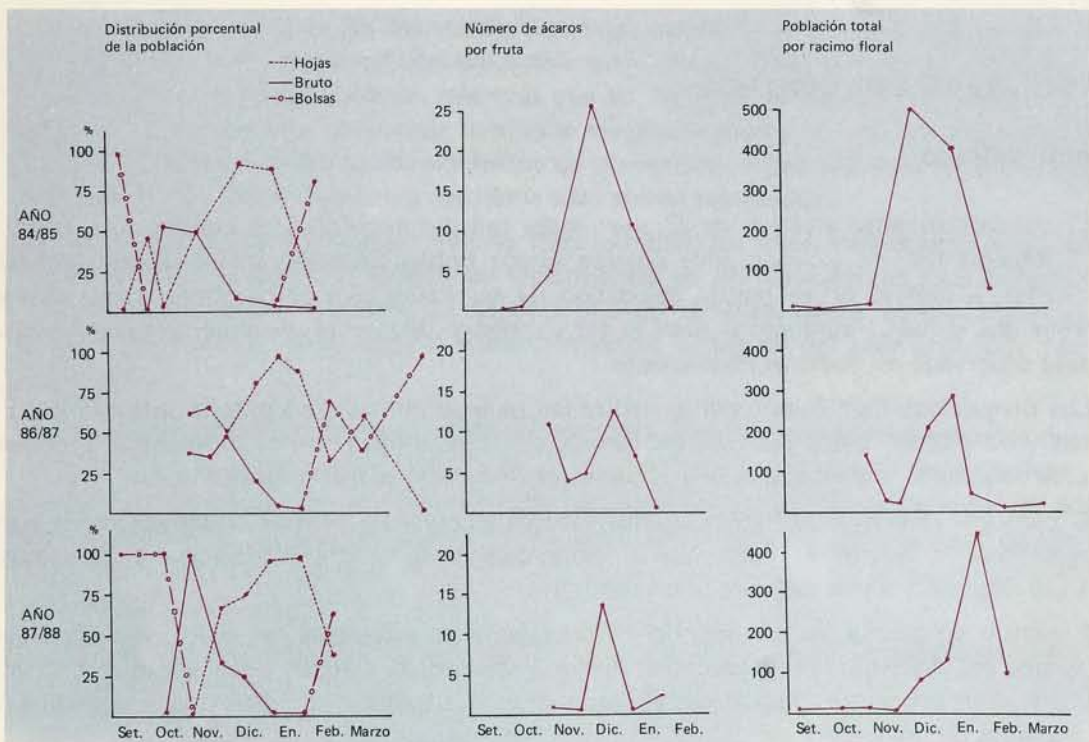 Distribución porcentual
de la población
Hojas
Bruto
Bolsas
Número de ácaros
por fruta
Población total
por racimo floral
AÑO
84/85
%
100
75
50
25
25
20
15
10
5
500
400
300
200
100
AÑO
86/87
%
100
75
50
25
20
15
10
5
400
300
200
100
AÑO
87/88
%
100
75
50
25
20
15
10
5
400
300
200
100
Set. Oct. Nov. Dic. En. Feb. Marzo
Oct. Nov. Dic. En. Feb.
Set. Oct. Nov. Dic. En. Feb. Marzo